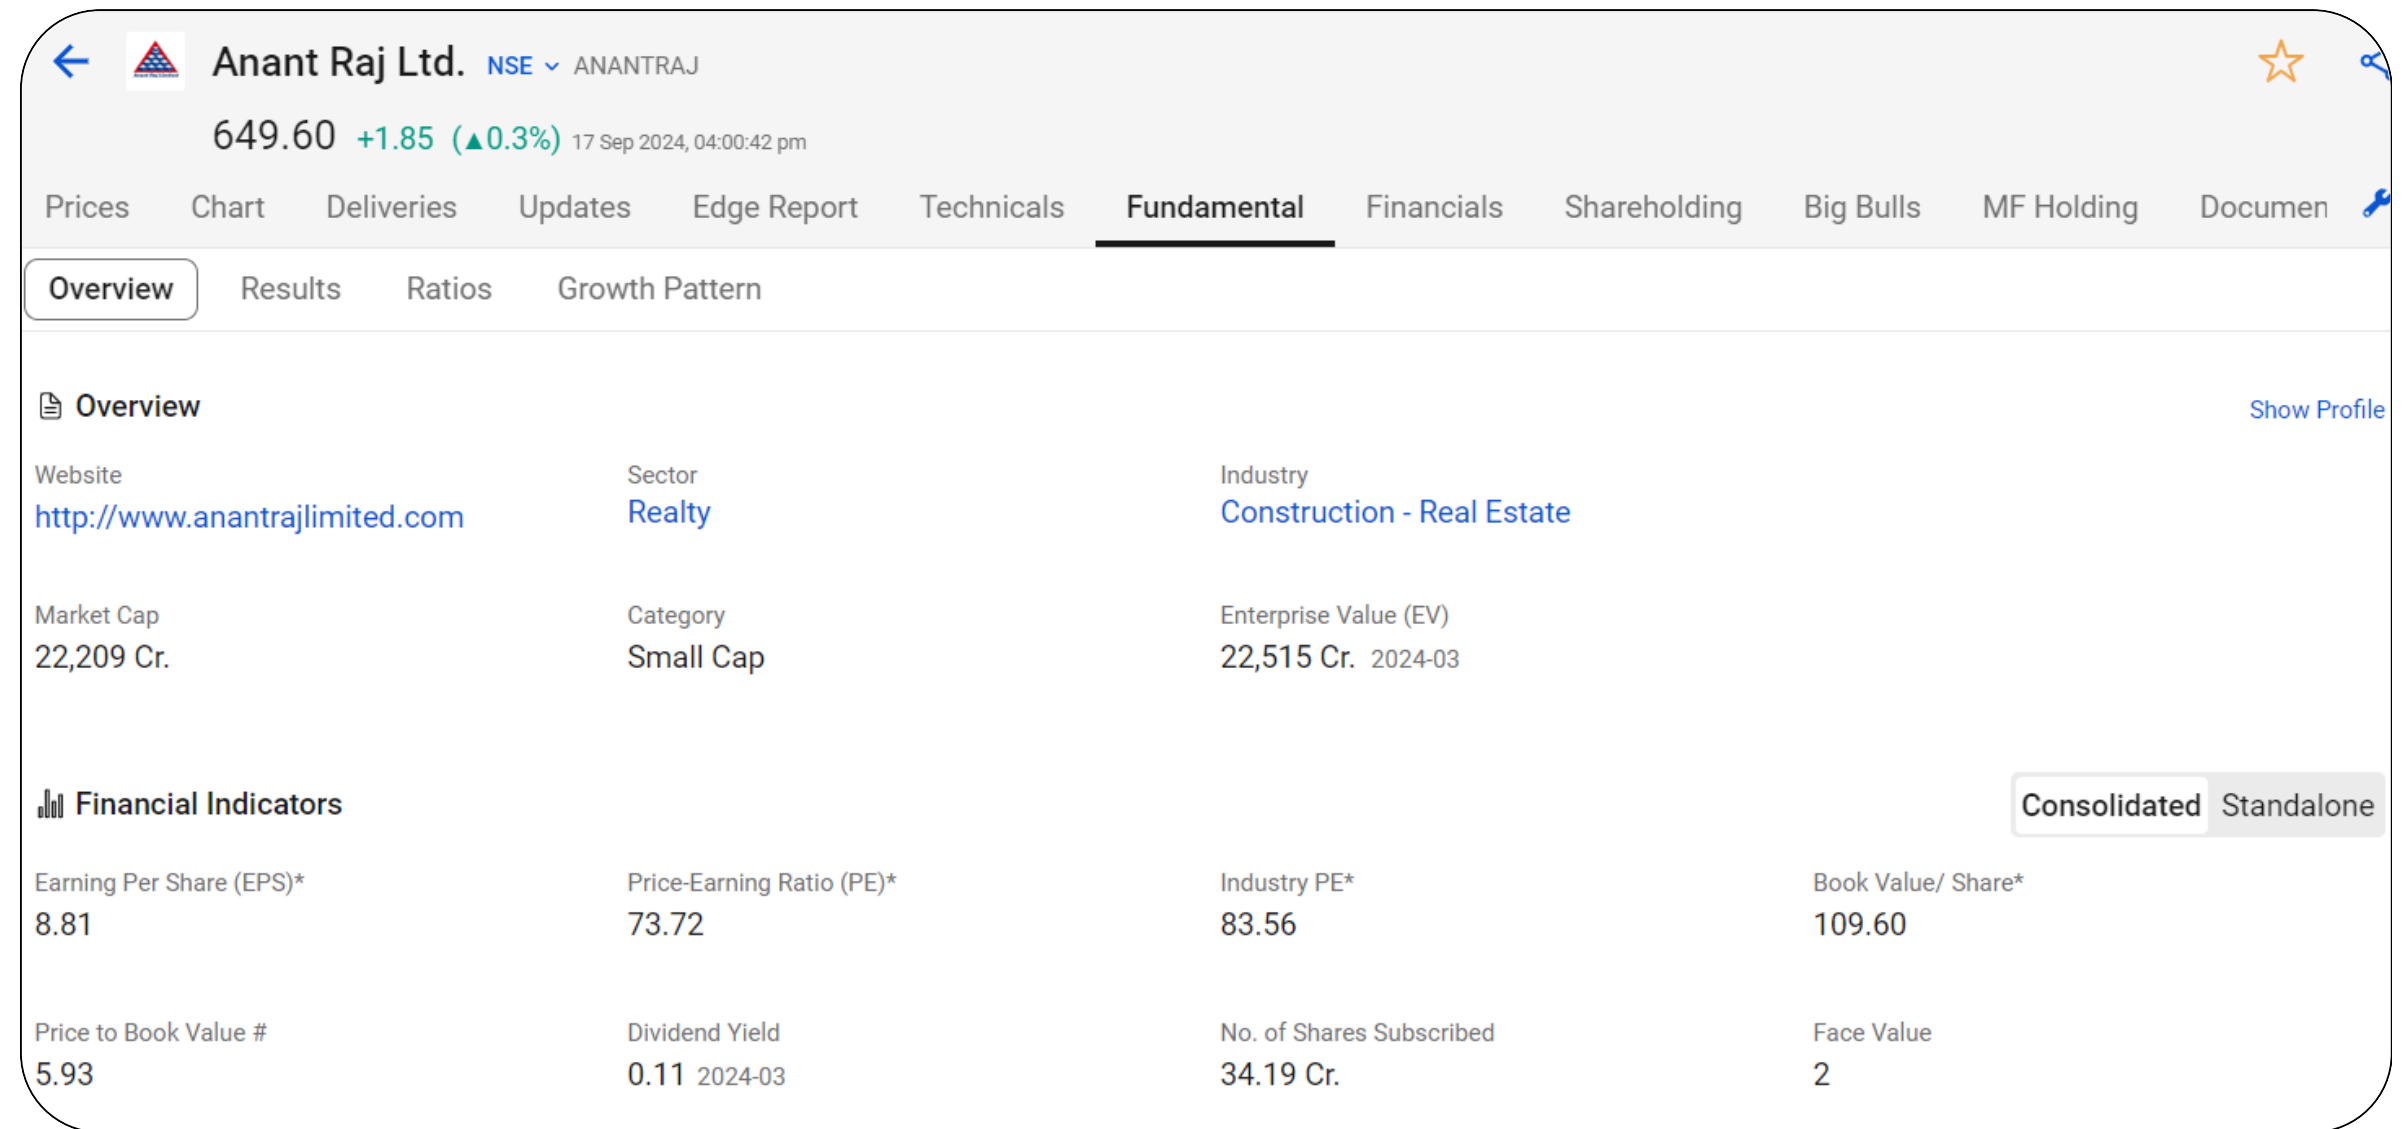 Anant Raj Ltd. NSE ANANTRAJ
649.60 +1.85 (▲0.3%) 17 Sep 2024, 04:00:42 pm
Prices Chart Deliveries Updates Edge Report Technicals Fundamental Financials Shareholding Big Bulls MF Holding Documen
Overview Results Ratios Growth Pattern
Overview Show Profile
Website Sector Industry
http://www.anantrajlimited.com Realty Construction - Real Estate
Market Cap Category Enterprise Value (EV)
22,209 Cr. Small Cap 22,515 Cr. 2024-03
Financial Indicators Consolidated Standalone
Earning Per Share (EPS)* Price-Earning Ratio (PE)* Industry PE* Book Value/ Share*
8.81 73.72 83.56 109.60
Price to Book Value # Dividend Yield No. of Shares Subscribed Face Value
5.93 0.11 2024-03 34.19 Cr. 2